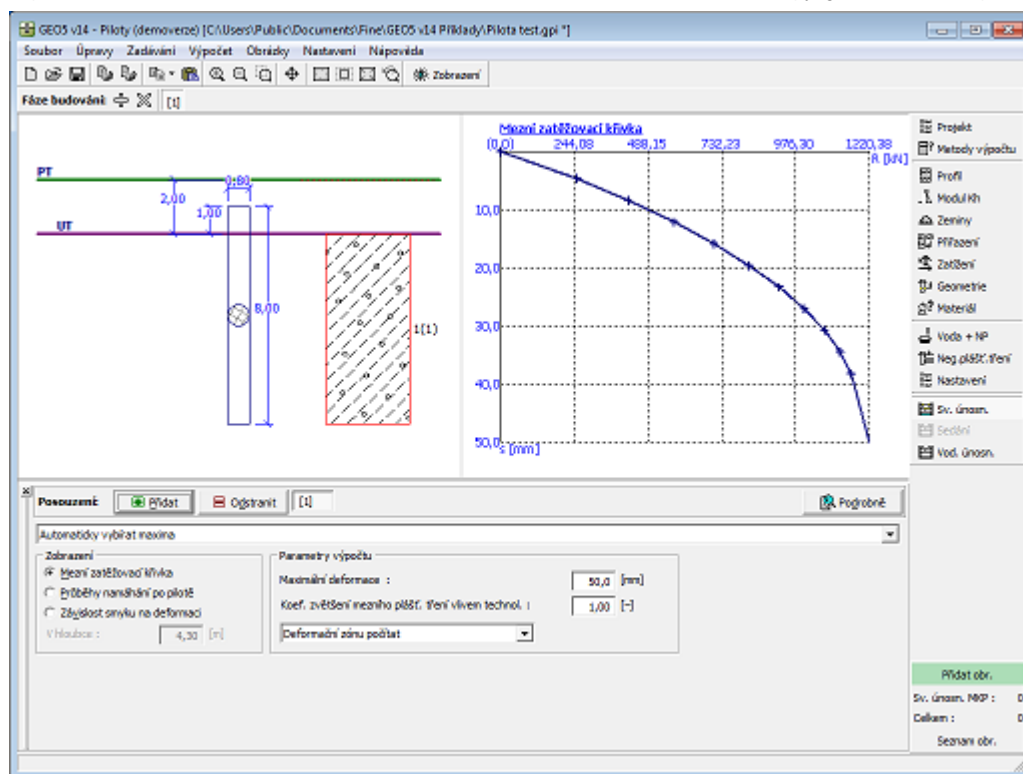 GEO5 v14 - Piloty (demoverze) [C:\Users\Public\Documents\Fine\GEO5 v14 Příklady\Pilota test.gpi *]
Soubor Úpravy Zadávání Výpočet Obrázky Nastavení Nápověda
Zobrazení
Fáze budování: [1]
PT
0,80
2,00
1,00
UT
8,00
1(1)
Mezní zatěžovací křivka
(0,0) 244,08 488,15 732,23 976,30 1220,38
R [kN]
10,0
20,0
30,0
40,0
50,0
s [mm]
Projekt
Metody výpočtu
Profil
Modul Kh
Zeminy
Přiřazení
Zatížení
Geometrie
Materiál
Voda + NP
Neg.plášť.tření
Nastavení
Sv. únosn.
Sedání
Vod. únosn.
Posouzení: Přidat Odstranit [1] Podrobně
Automaticky vybírat maxima
Zobrazení
Mezní zatěžovací křivka
Průběhy namáhání po pilotě
Závislost smyku na deformaci
V hloubce : 4,30 [m]
Parametry výpočtu
Maximální deformace : 50,0 [mm]
Koef. zvětšení mezního plášť. tření vlivem technol. : 1,00 [-]
Deformační zónu počítat
Přidat obr.
Sv. únosn. MKP : 0
Celkem : 0
Seznam obr.